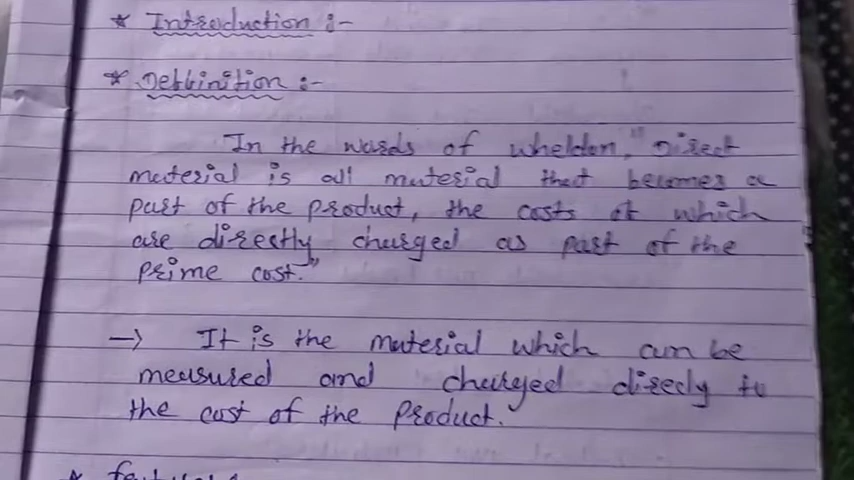 * Introduction :-
* Deffinition :-
In the words of wheldon, "Direct
material is all material that becomes a
part of the product, the costs of which
are directly charged as part of the
prime cost."
→ It is the material which can be
measured and charged direcly to
the cost of the product.